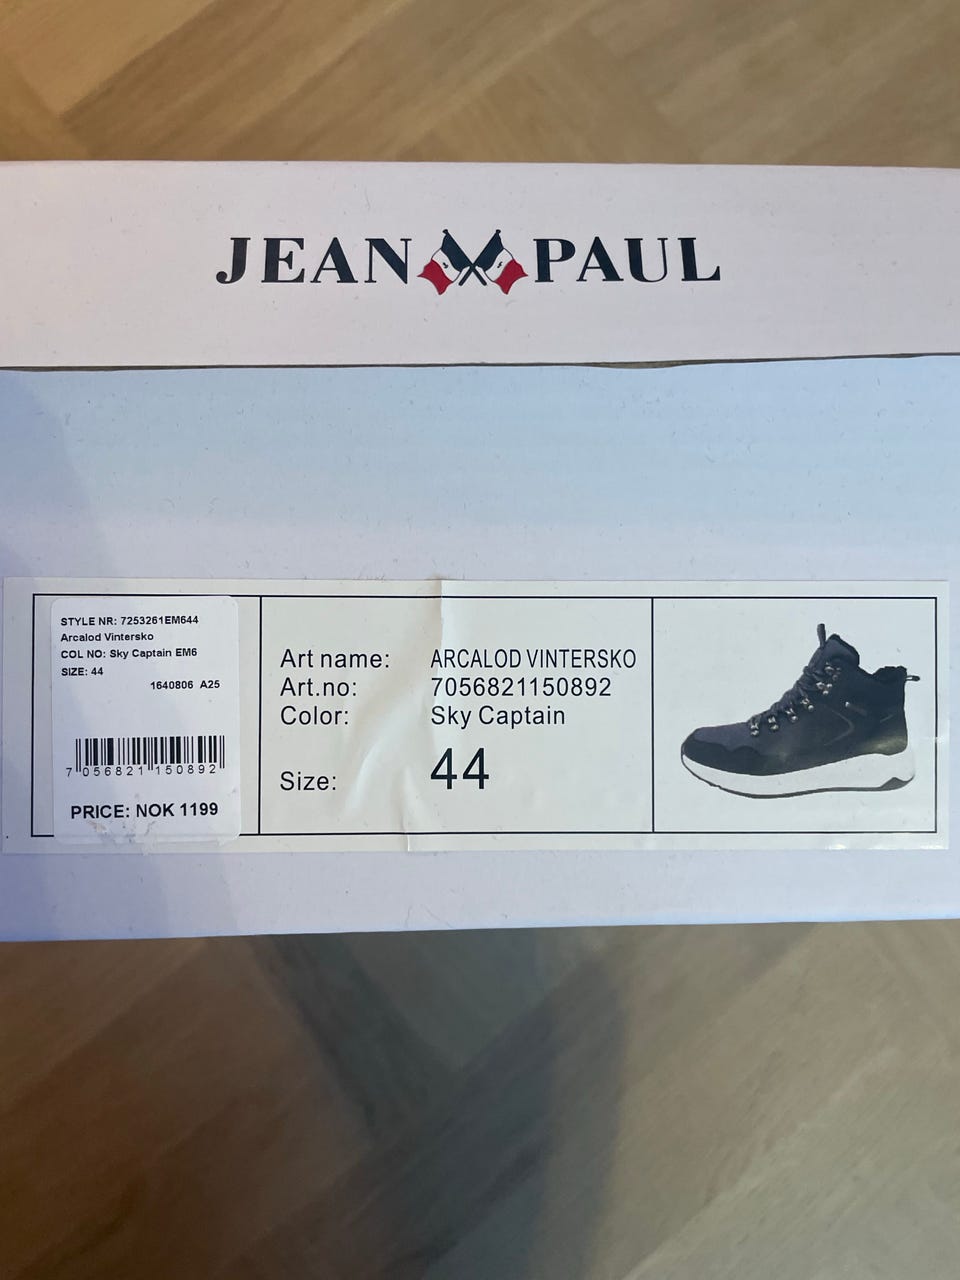 JEAN PAUL
STYLE NR: 7253261EM644
Arcalod Vintersko
COL NO: Sky Captain EM6
SIZE: 44
1640806 A25
7 056821 150892
PRICE: NOK 1199
Art name: ARCALOD VINTERSKO
Art.no: 7056821150892
Color: Sky Captain
Size: 44